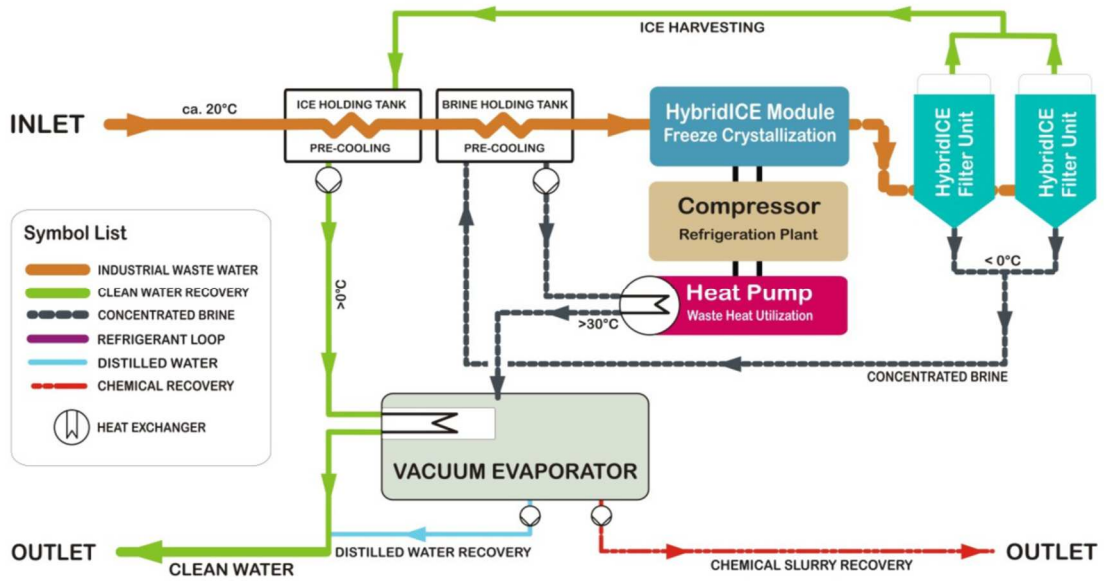 ICE HARVESTING
INLET
ca. 20°C
ICE HOLDING TANK
PRE-COOLING
BRINE HOLDING TANK
PRE-COOLING
HybridICE Module
Freeze Crystallization
HybridICE
Filter Unit
HybridICE
Filter Unit
Compressor
Refrigeration Plant
Heat Pump
Waste Heat Utilization
< 0°C
>0°C
>30°C
CONCENTRATED BRINE
Symbol List
INDUSTRIAL WASTE WATER
CLEAN WATER RECOVERY
CONCENTRATED BRINE
REFRIGERANT LOOP
DISTILLED WATER
CHEMICAL RECOVERY
HEAT EXCHANGER
VACUUM EVAPORATOR
OUTLET
CLEAN WATER
DISTILLED WATER RECOVERY
CHEMICAL SLURRY RECOVERY
OUTLET